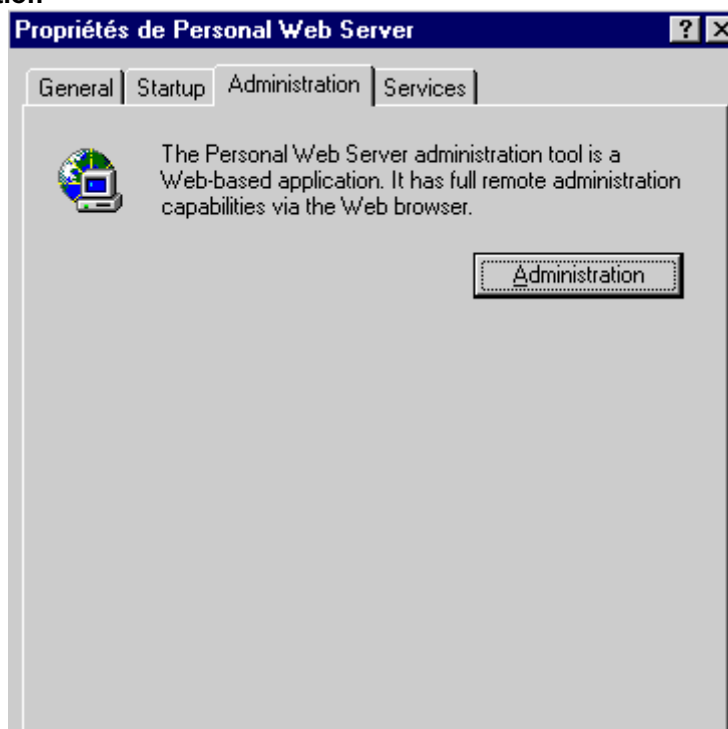 Propriétés de Personal Web Server
General Startup Administration Services
The Personal Web Server administration tool is a
Web-based application. It has full remote administration
capabilities via the Web browser.
Administration